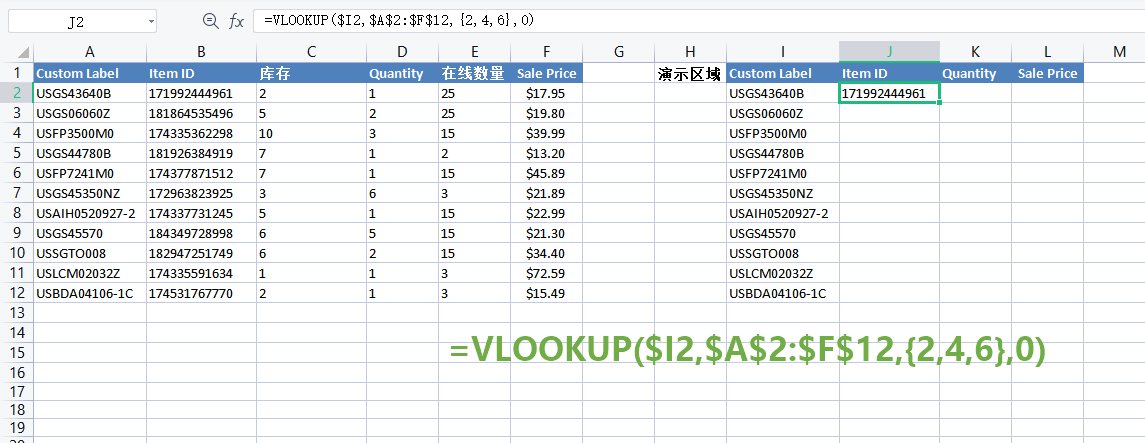 J2 fx =VLOOKUP($I2,$A$2:$F$12,{2,4,6},0)
A B C D E F G H I J K L M
1 Custom Label Item ID 库存 Quantity 在线数量 Sale Price 演示区域 Custom Label Item ID Quantity Sale Price
2 USGS43640B 171992444961 2 1 25 $17.95 USGS43640B 171992444961
3 USGS06060Z 181864535496 5 2 25 $19.80 USGS06060Z
4 USFP3500M0 174335362298 10 3 15 $39.99 USFP3500M0
5 USGS44780B 181926384919 7 1 2 $13.20 USGS44780B
6 USFP7241M0 174377871512 7 1 15 $45.89 USFP7241M0
7 USGS45350NZ 172963823925 3 6 3 $21.89 USGS45350NZ
8 USAIH0520927-2 174337731245 5 1 15 $22.99 USAIH0520927-2
9 USGS45570 184349728998 6 5 15 $21.30 USGS45570
10 USSGTO008 182947251749 6 2 15 $34.40 USSGTO008
11 USLCM02032Z 174335591634 1 1 3 $72.59 USLCM02032Z
12 USBDA04106-1C 174531767770 2 1 3 $15.49 USBDA04106-1C
13
14
=VLOOKUP($I2,$A$2:$F$12,{2,4,6},0)
15
16
17
18
19